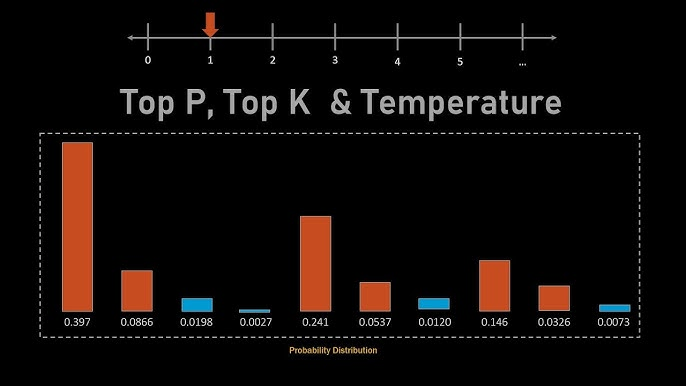 0 1 2 3 4 5 ...
Top P, Top K & Temperature
0.397 0.0866 0.0198 0.0027 0.241 0.0537 0.0120 0.146 0.0326 0.0073
Probability Distribution